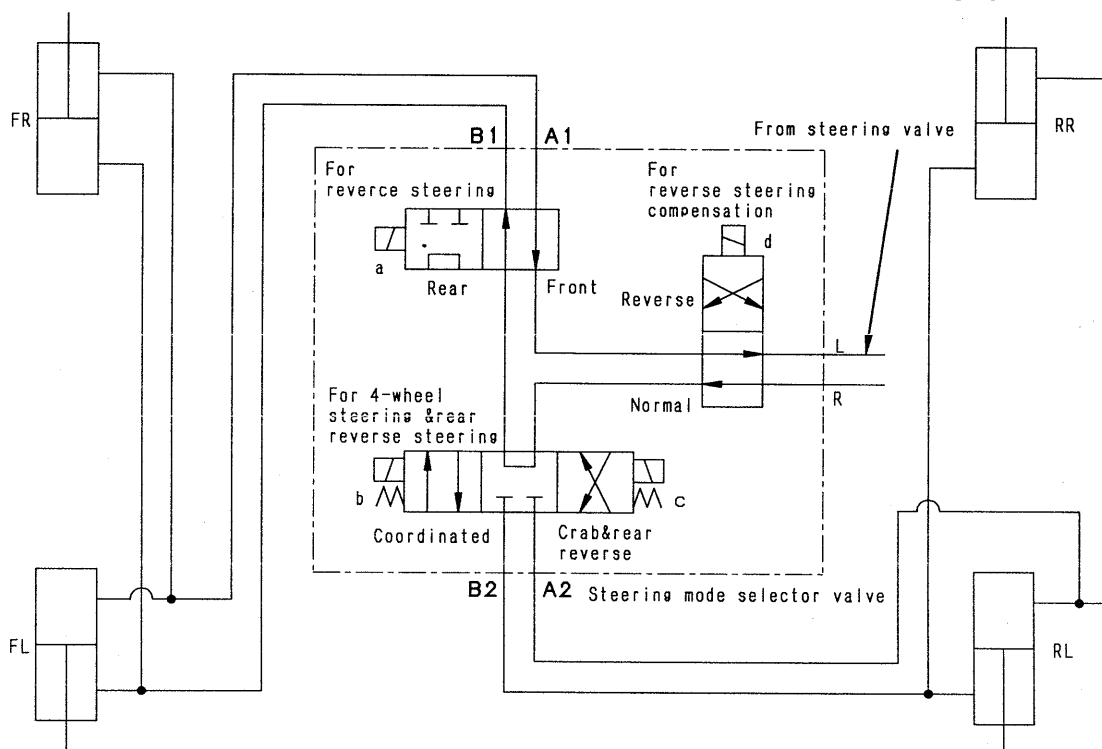 FR
RR
B1
A1
From steering valve
For
reverce steering
For
reverse steering
compensation
a
d
Rear
Front
Reverse
L
Normal
R
For 4-wheel
steering &rear
reverse steering
b
c
Coordinated
Crab&rear
reverse
B2
A2
Steering mode selector valve
FL
RL